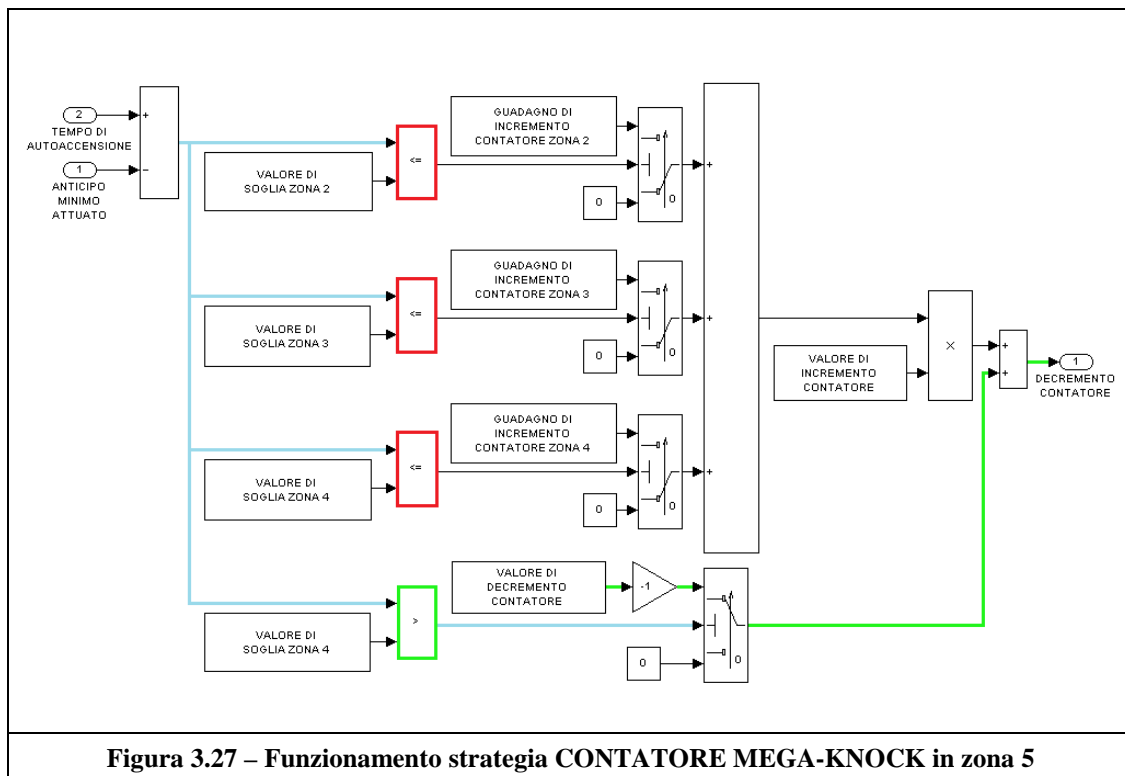 2
+
TEMPO DI
AUTOACCENSIONE
1
−
ANTICIPO
MINIMO
ATTUATO
GUADAGNO DI
INCREMENTO
CONTATORE ZONA 2
<=
VALORE DI
SOGLIA ZONA 2
0
0
+
GUADAGNO DI
INCREMENTO
CONTATORE ZONA 3
<=
VALORE DI
SOGLIA ZONA 3
0
0
+
GUADAGNO DI
INCREMENTO
CONTATORE ZONA 4
<=
VALORE DI
SOGLIA ZONA 4
0
0
+
VALORE DI
INCREMENTO
CONTATORE
×
+
+
1
DECREMENTO
CONTATORE
VALORE DI
DECREMENTO
CONTATORE
-1
>
VALORE DI
SOGLIA ZONA 4
0
0
Figura 3.27 – Funzionamento strategia CONTATORE MEGA-KNOCK in zona 5